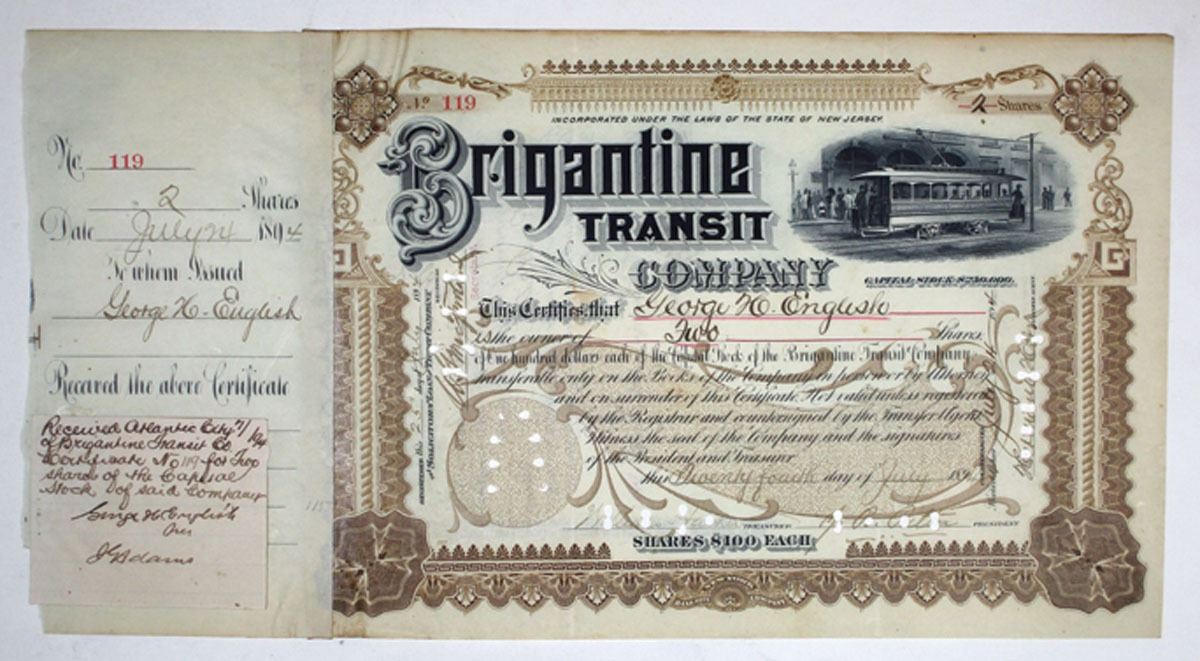 No. 119
2 Shares
Date July 24 1894
To whom Issued
George H. English
Received the above Certificate
Received Atlantic City
Brigantine Transit Co
Certificate No 119 for Two
shares of the Capital
Stock of said Company
George H English
J Adams
No 119
2 Shares
INCORPORATED UNDER THE LAWS OF THE STATE OF NEW JERSEY.
Brigantine
TRANSIT
COMPANY
CAPITAL STOCK
This Certifies that George H. English
is the owner of Two Shares
of one hundred dollars each of the Capital Stock of the Brigantine Transit Company
transferable only on the Books of the Company in person or by Attorney
and on surrender of this Certificate Not valid unless registered
by the Registrar and countersigned by the Transfer Agent
Witness the seal of the Company and the signatures
of the President and Treasurer
this Twenty fourth day of July 189
TREASURER
PRESIDENT
SHARES $100 EACH